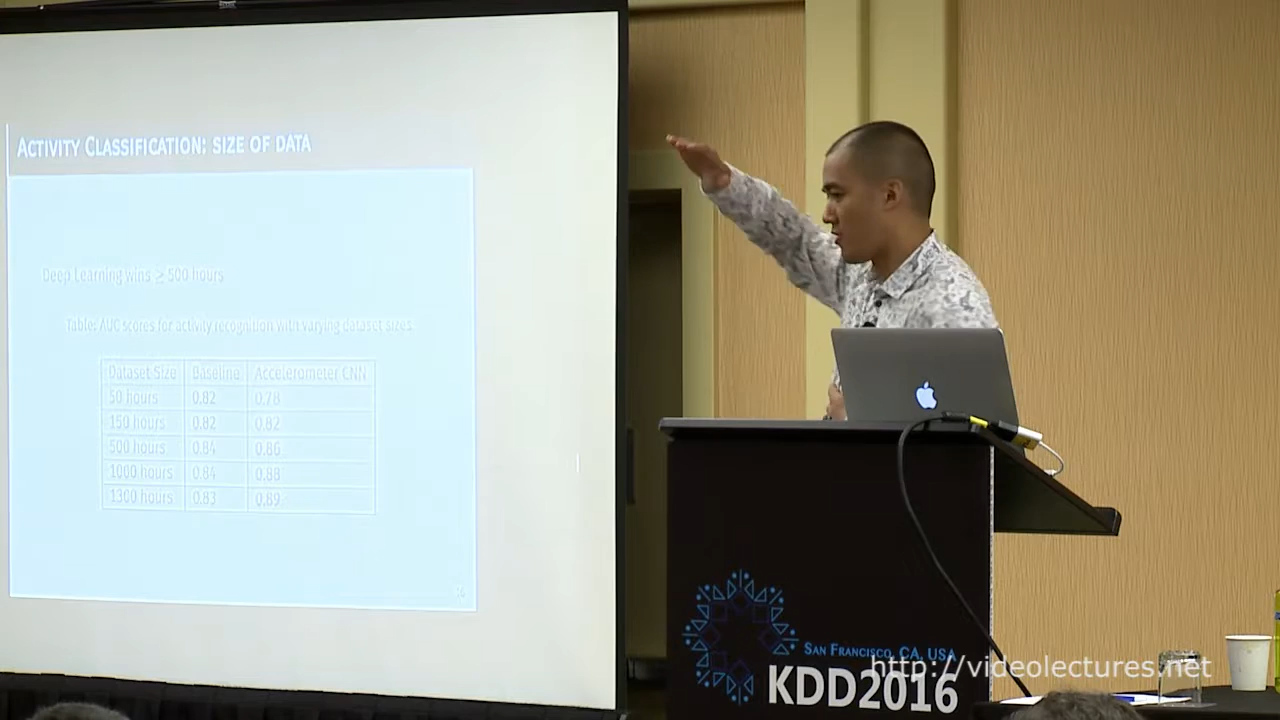 ACTIVITY CLASSIFICATION: SIZE OF DATA
Deep Learning wins ≥ 500 hours
Table: AUC scores for activity recognition with varying dataset sizes
Dataset Size Baseline Accelerometer CNN
50 hours 0.82 0.78
150 hours 0.82 0.82
500 hours 0.84 0.86
1000 hours 0.84 0.88
1300 hours 0.83 0.89
SAN FRANCISCO, CA, USA
KDD2016
http://videolectures.net